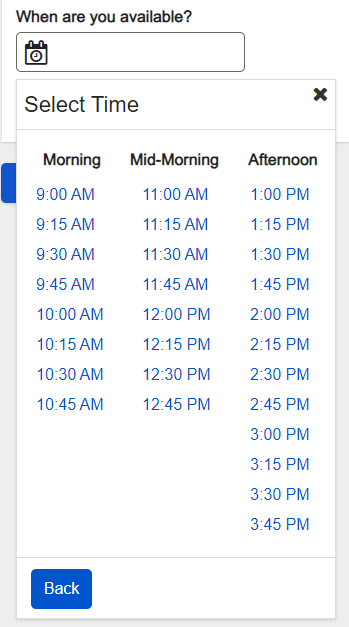 When are you available?
Select Time
Morning Mid-Morning Afternoon
9:00 AM 11:00 AM 1:00 PM
9:15 AM 11:15 AM 1:15 PM
9:30 AM 11:30 AM 1:30 PM
9:45 AM 11:45 AM 1:45 PM
10:00 AM 12:00 PM 2:00 PM
10:15 AM 12:15 PM 2:15 PM
10:30 AM 12:30 PM 2:30 PM
10:45 AM 12:45 PM 2:45 PM
3:00 PM
3:15 PM
3:30 PM
3:45 PM
Back